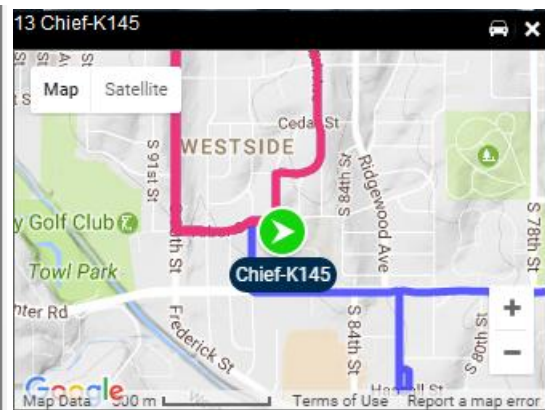 13 Chief-K145
Map Satellite
S 91st St
WESTSIDE
Cedar St
S 84th St
Ridgewood Ave
S 78th St
y Golf Club
Towl Park
Chief-K145
nter Rd
Frederick St
S 84th St
S 80th St
+
−
Google
Map Data 500 m Terms of Use Report a map error